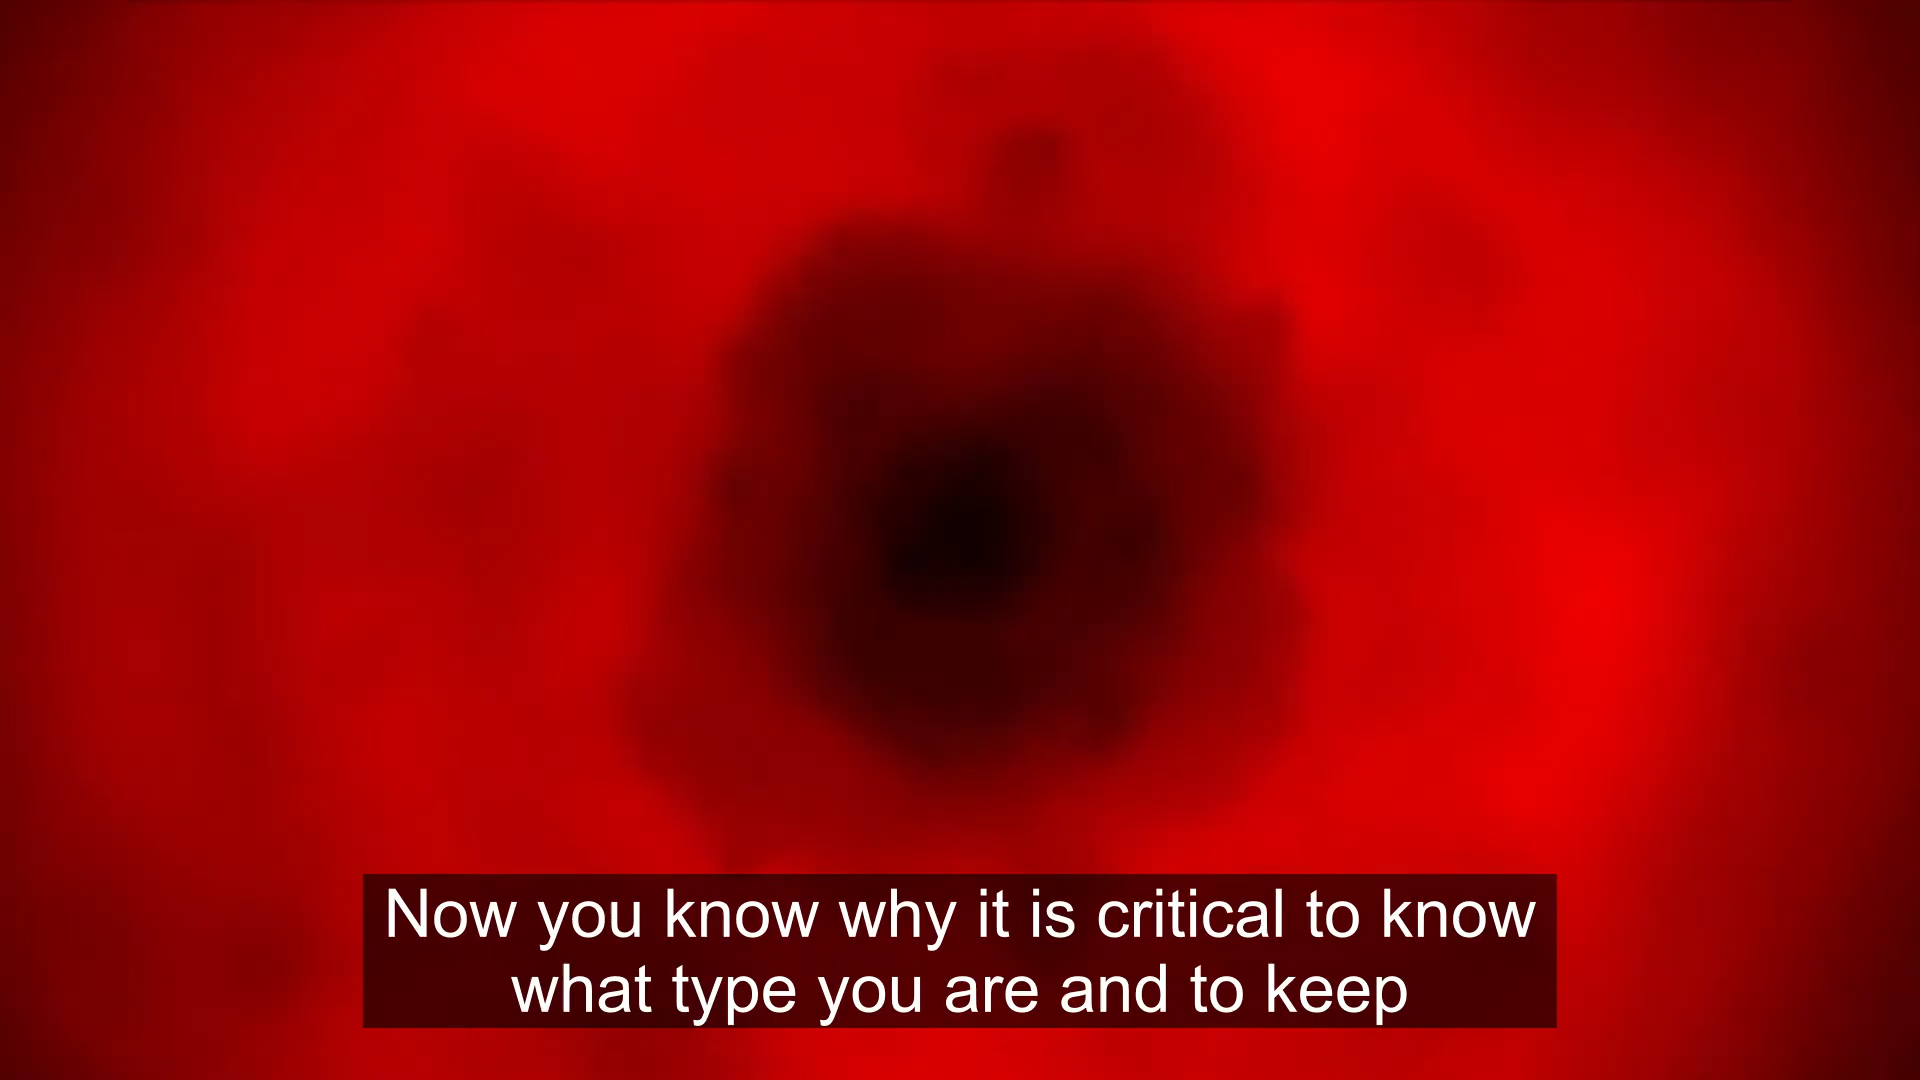 Now you know why it is critical to know
what type you are and to keep